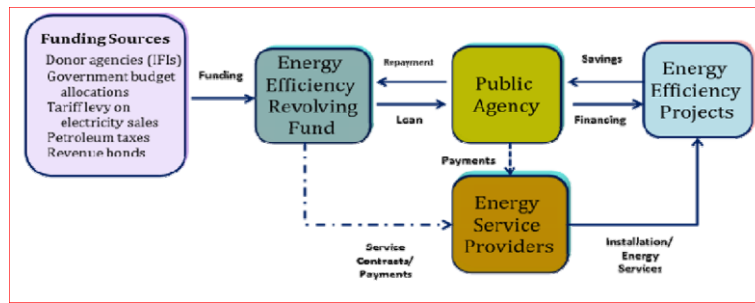 Funding Sources
Donor agencies (IFIs)
Government budget
allocations
Tariff levy on
electricity sales
Petroleum taxes
Revenue bonds
Funding
Energy
Efficiency
Revolving
Fund
Repayment
Loan
Public
Agency
Savings
Financing
Energy
Efficiency
Projects
Payments
Energy
Service
Providers
Service
Contracts/
Payments
Installation/
Energy
Services